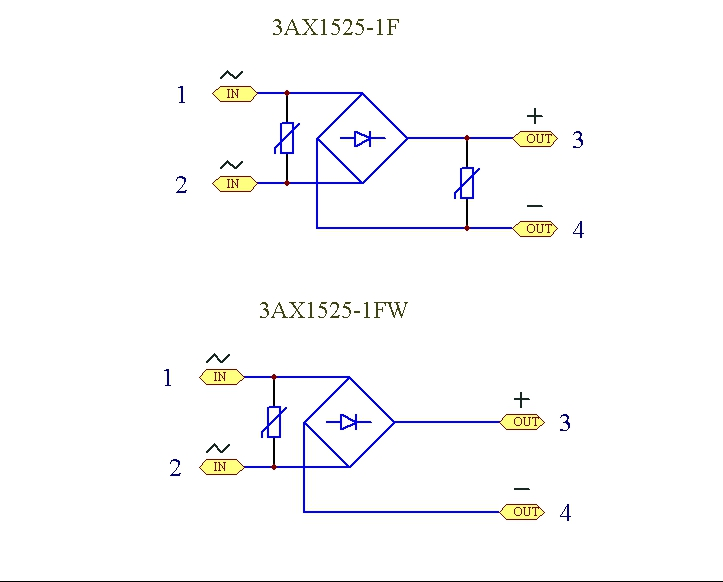 3AX1525-1F
1 IN
+
OUT 3
2 IN
−
OUT 4
3AX1525-1FW
1 IN
+
OUT 3
2 IN
−
OUT 4